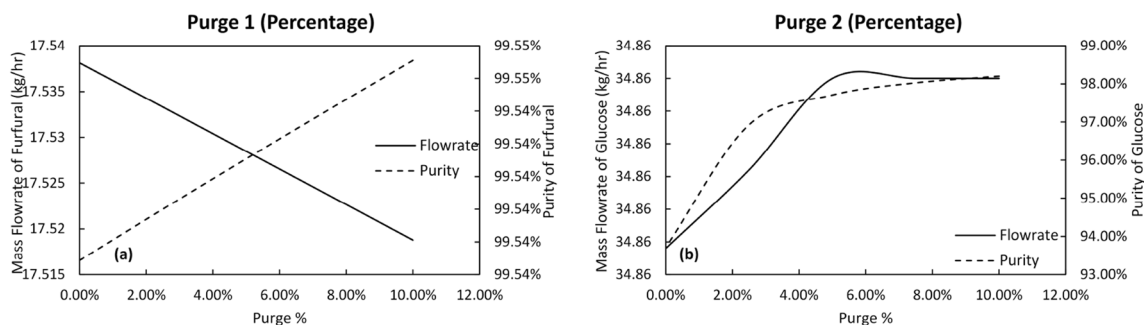 Purge 1 (Percentage)
Mass Flowrate of Furfural (kg/hr)
17.54
17.535
17.53
17.525
17.52
17.515
99.55%
99.55%
99.54%
99.54%
99.54%
99.54%
99.54%
99.54%
Purity of Furfural
Flowrate
Purity
(a)
0.00% 2.00% 4.00% 6.00% 8.00% 10.00% 12.00%
Purge %
Purge 2 (Percentage)
Mass Flowrate of Glucose (kg/hr)
34.86
34.86
34.86
34.86
34.86
34.86
34.86
34.86
99.00%
98.00%
97.00%
96.00%
95.00%
94.00%
93.00%
Purity of Glucose
Flowrate
Purity
(b)
0.00% 2.00% 4.00% 6.00% 8.00% 10.00% 12.00%
Purge %